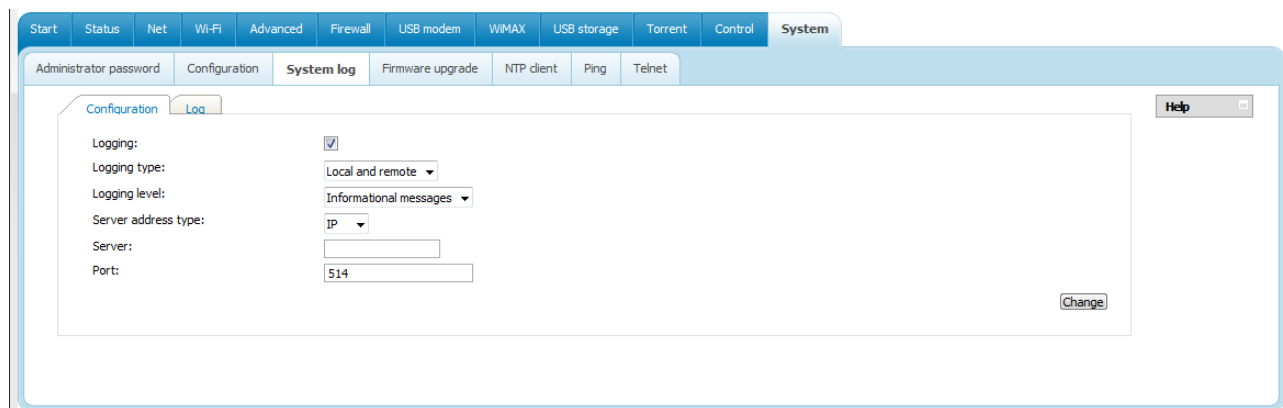 Start Status Net Wi-Fi Advanced Firewall USB modem WiMAX USB storage Torrent Control System
Administrator password Configuration System log Firmware upgrade NTP client Ping Telnet
Configuration Log
Help
Logging:
Logging type: Local and remote
Logging level: Informational messages
Server address type: IP
Server:
Port: 514
Change